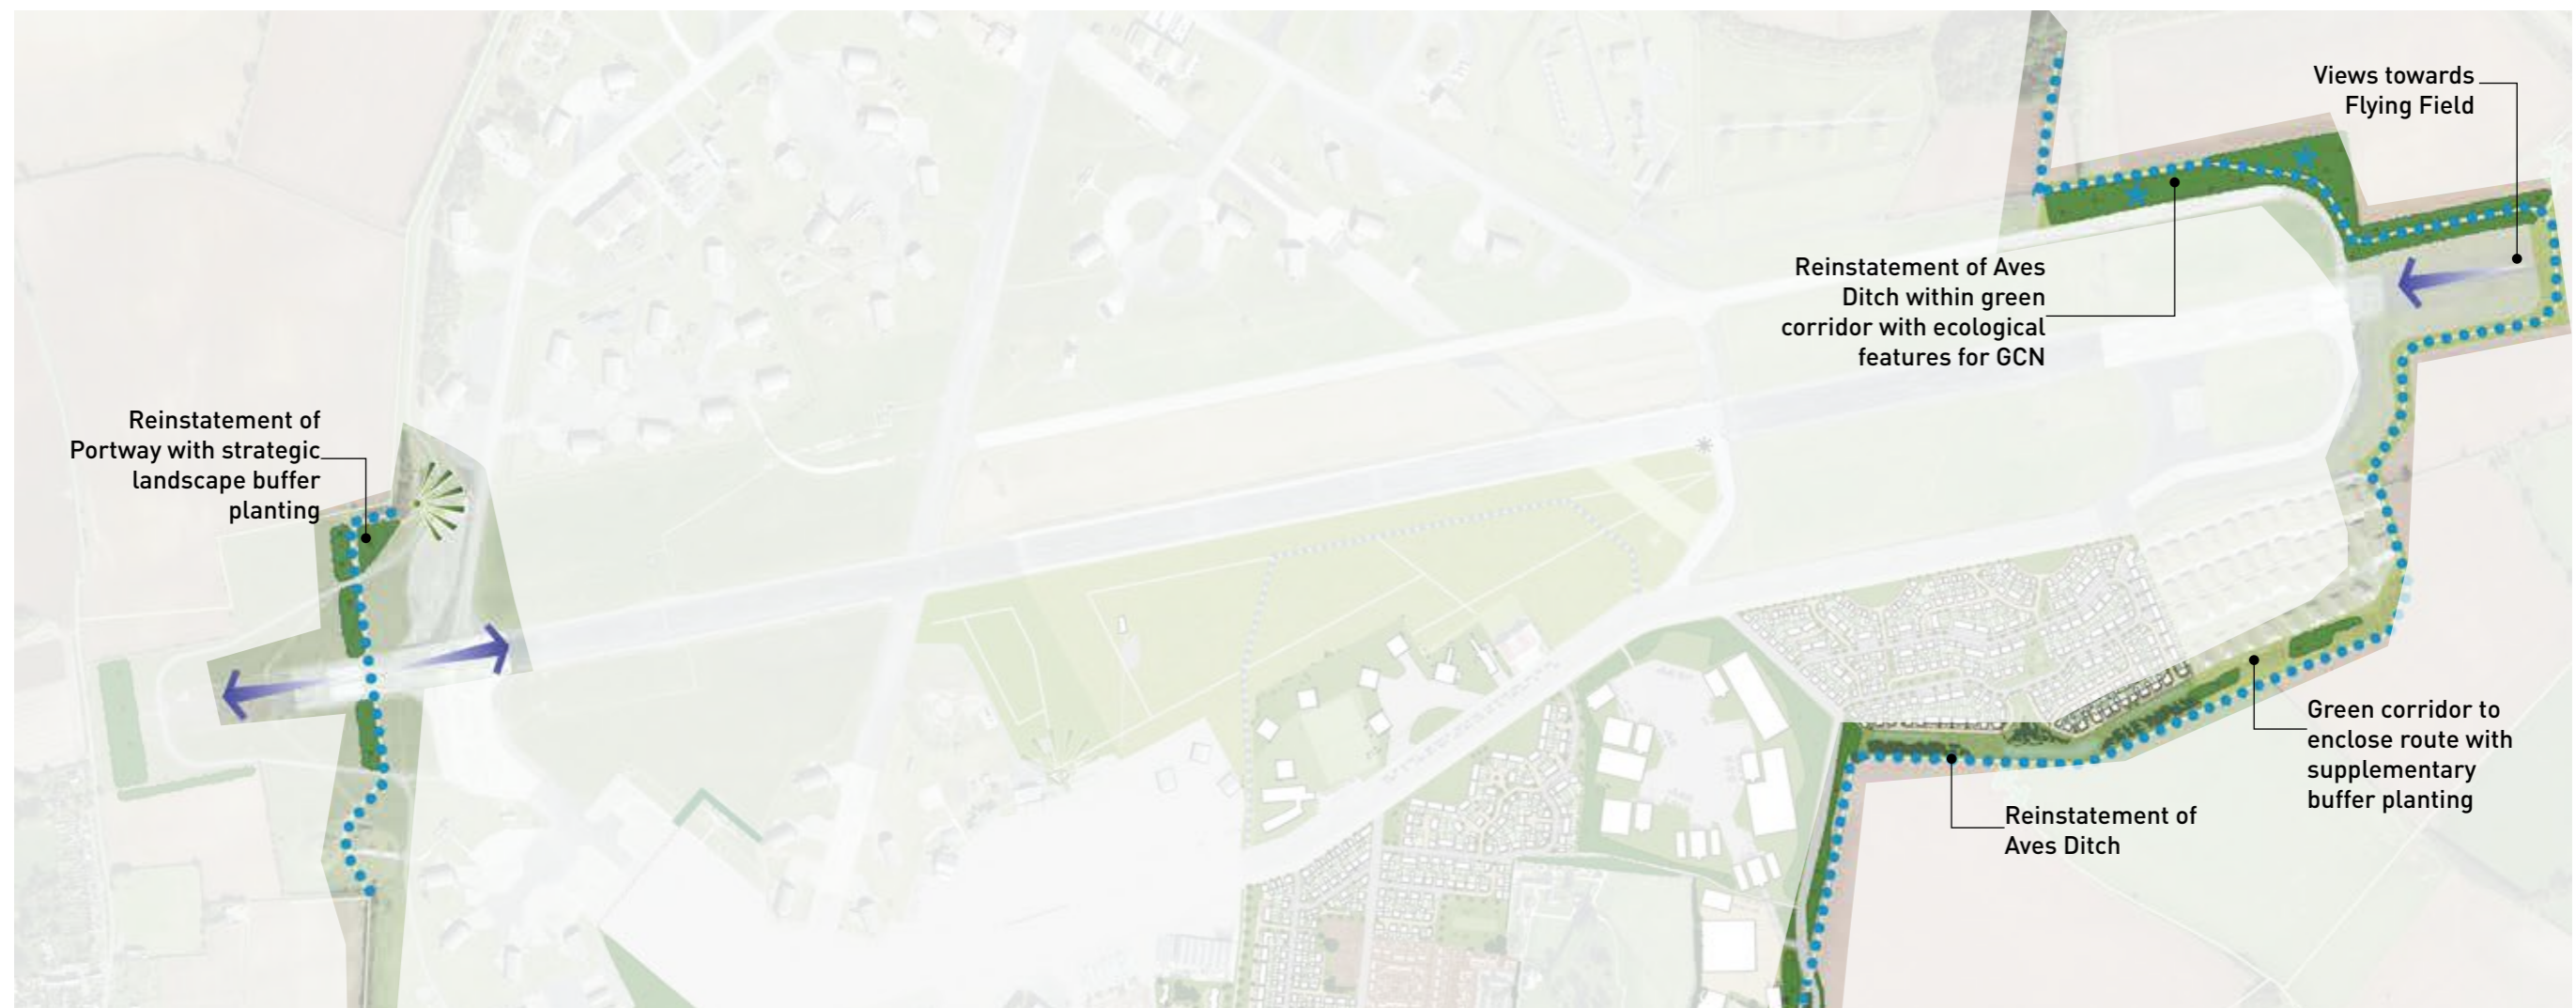 Views towards
Flying Field
Reinstatement of Aves
Ditch within green
corridor with ecological
features for GCN
Reinstatement of
Portway with strategic
landscape buffer
planting
Green corridor to
enclose route with
supplementary
buffer planting
Reinstatement of
Aves Ditch